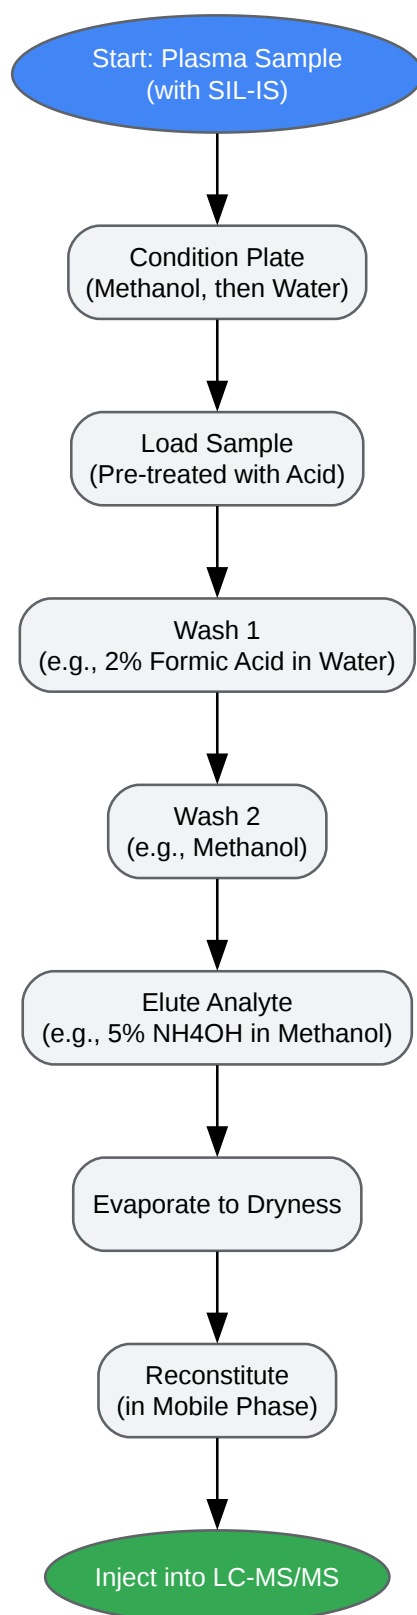 Start: Plasma Sample
(with SIL-IS)
Condition Plate
(Methanol, then Water)
Load Sample
(Pre-treated with Acid)
Wash 1
(e.g., 2% Formic Acid in Water)
Wash 2
(e.g., Methanol)
Elute Analyte
(e.g., 5% NH4OH in Methanol)
Evaporate to Dryness
Reconstitute
(in Mobile Phase)
Inject into LC-MS/MS